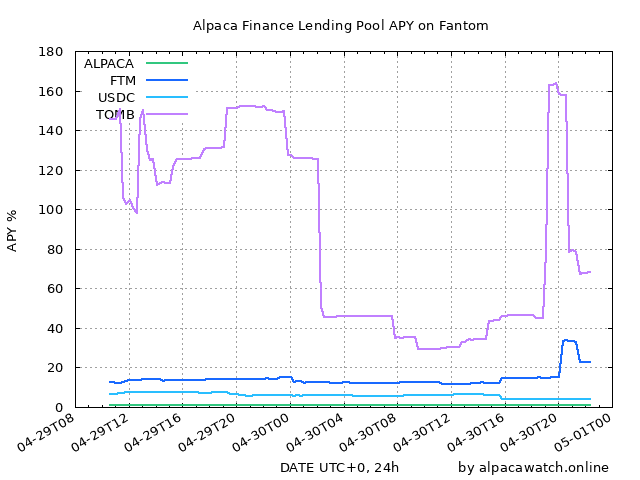 Alpaca Finance Lending Pool APY on Fantom
180
160
140
120
100
80
60
40
20
0
APY %
ALPACA
FTM
USDC
TOMB
04-29T08
04-29T12
04-29T16
04-29T20
04-30T00
04-30T04
04-30T08
04-30T12
04-30T16
04-30T20
05-01T00
DATE UTC+0, 24h
by alpacawatch.online